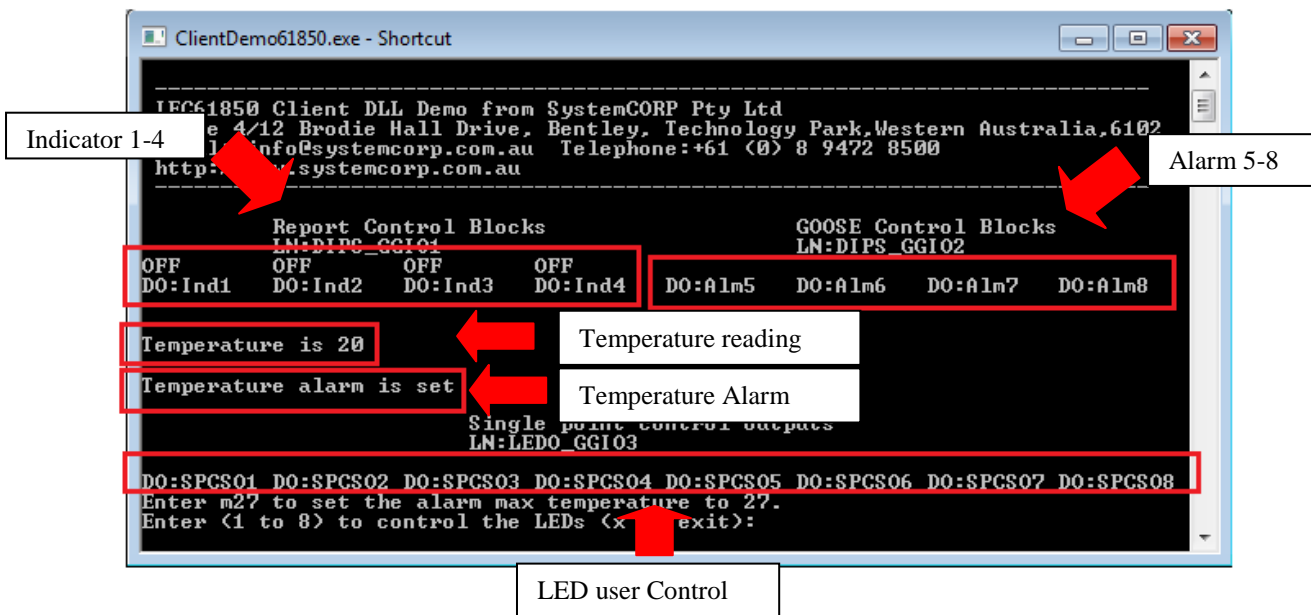 ClientDemo61850.exe - Shortcut
IEC61850 Client DLL Demo from SystemCORP Pty Ltd
4/12 Brodie Hall Drive, Bentley, Technology Park,Western Australia,6102
info@systemcorp.com.au Telephone:+61 (0) 8 9472 8500
http: .systemcorp.com.au
Indicator 1-4
Alarm 5-8
Report Control Blocks GOOSE Control Blocks
LN:DIPS_GGIO1 LN:DIPS_GGIO2
OFF OFF OFF OFF
DO:Ind1 DO:Ind2 DO:Ind3 DO:Ind4 DO:Alm5 DO:Alm6 DO:Alm7 DO:Alm8
Temperature is 20
Temperature reading
Temperature alarm is set
Temperature Alarm
Single point control outputs
LN:LEDO_GGIO3
DO:SPCSO1 DO:SPCSO2 DO:SPCSO3 DO:SPCSO4 DO:SPCSO5 DO:SPCSO6 DO:SPCSO7 DO:SPCSO8
Enter m27 to set the alarm max temperature to 27.
Enter (1 to 8) to control the LEDs (x exit):
LED user Control